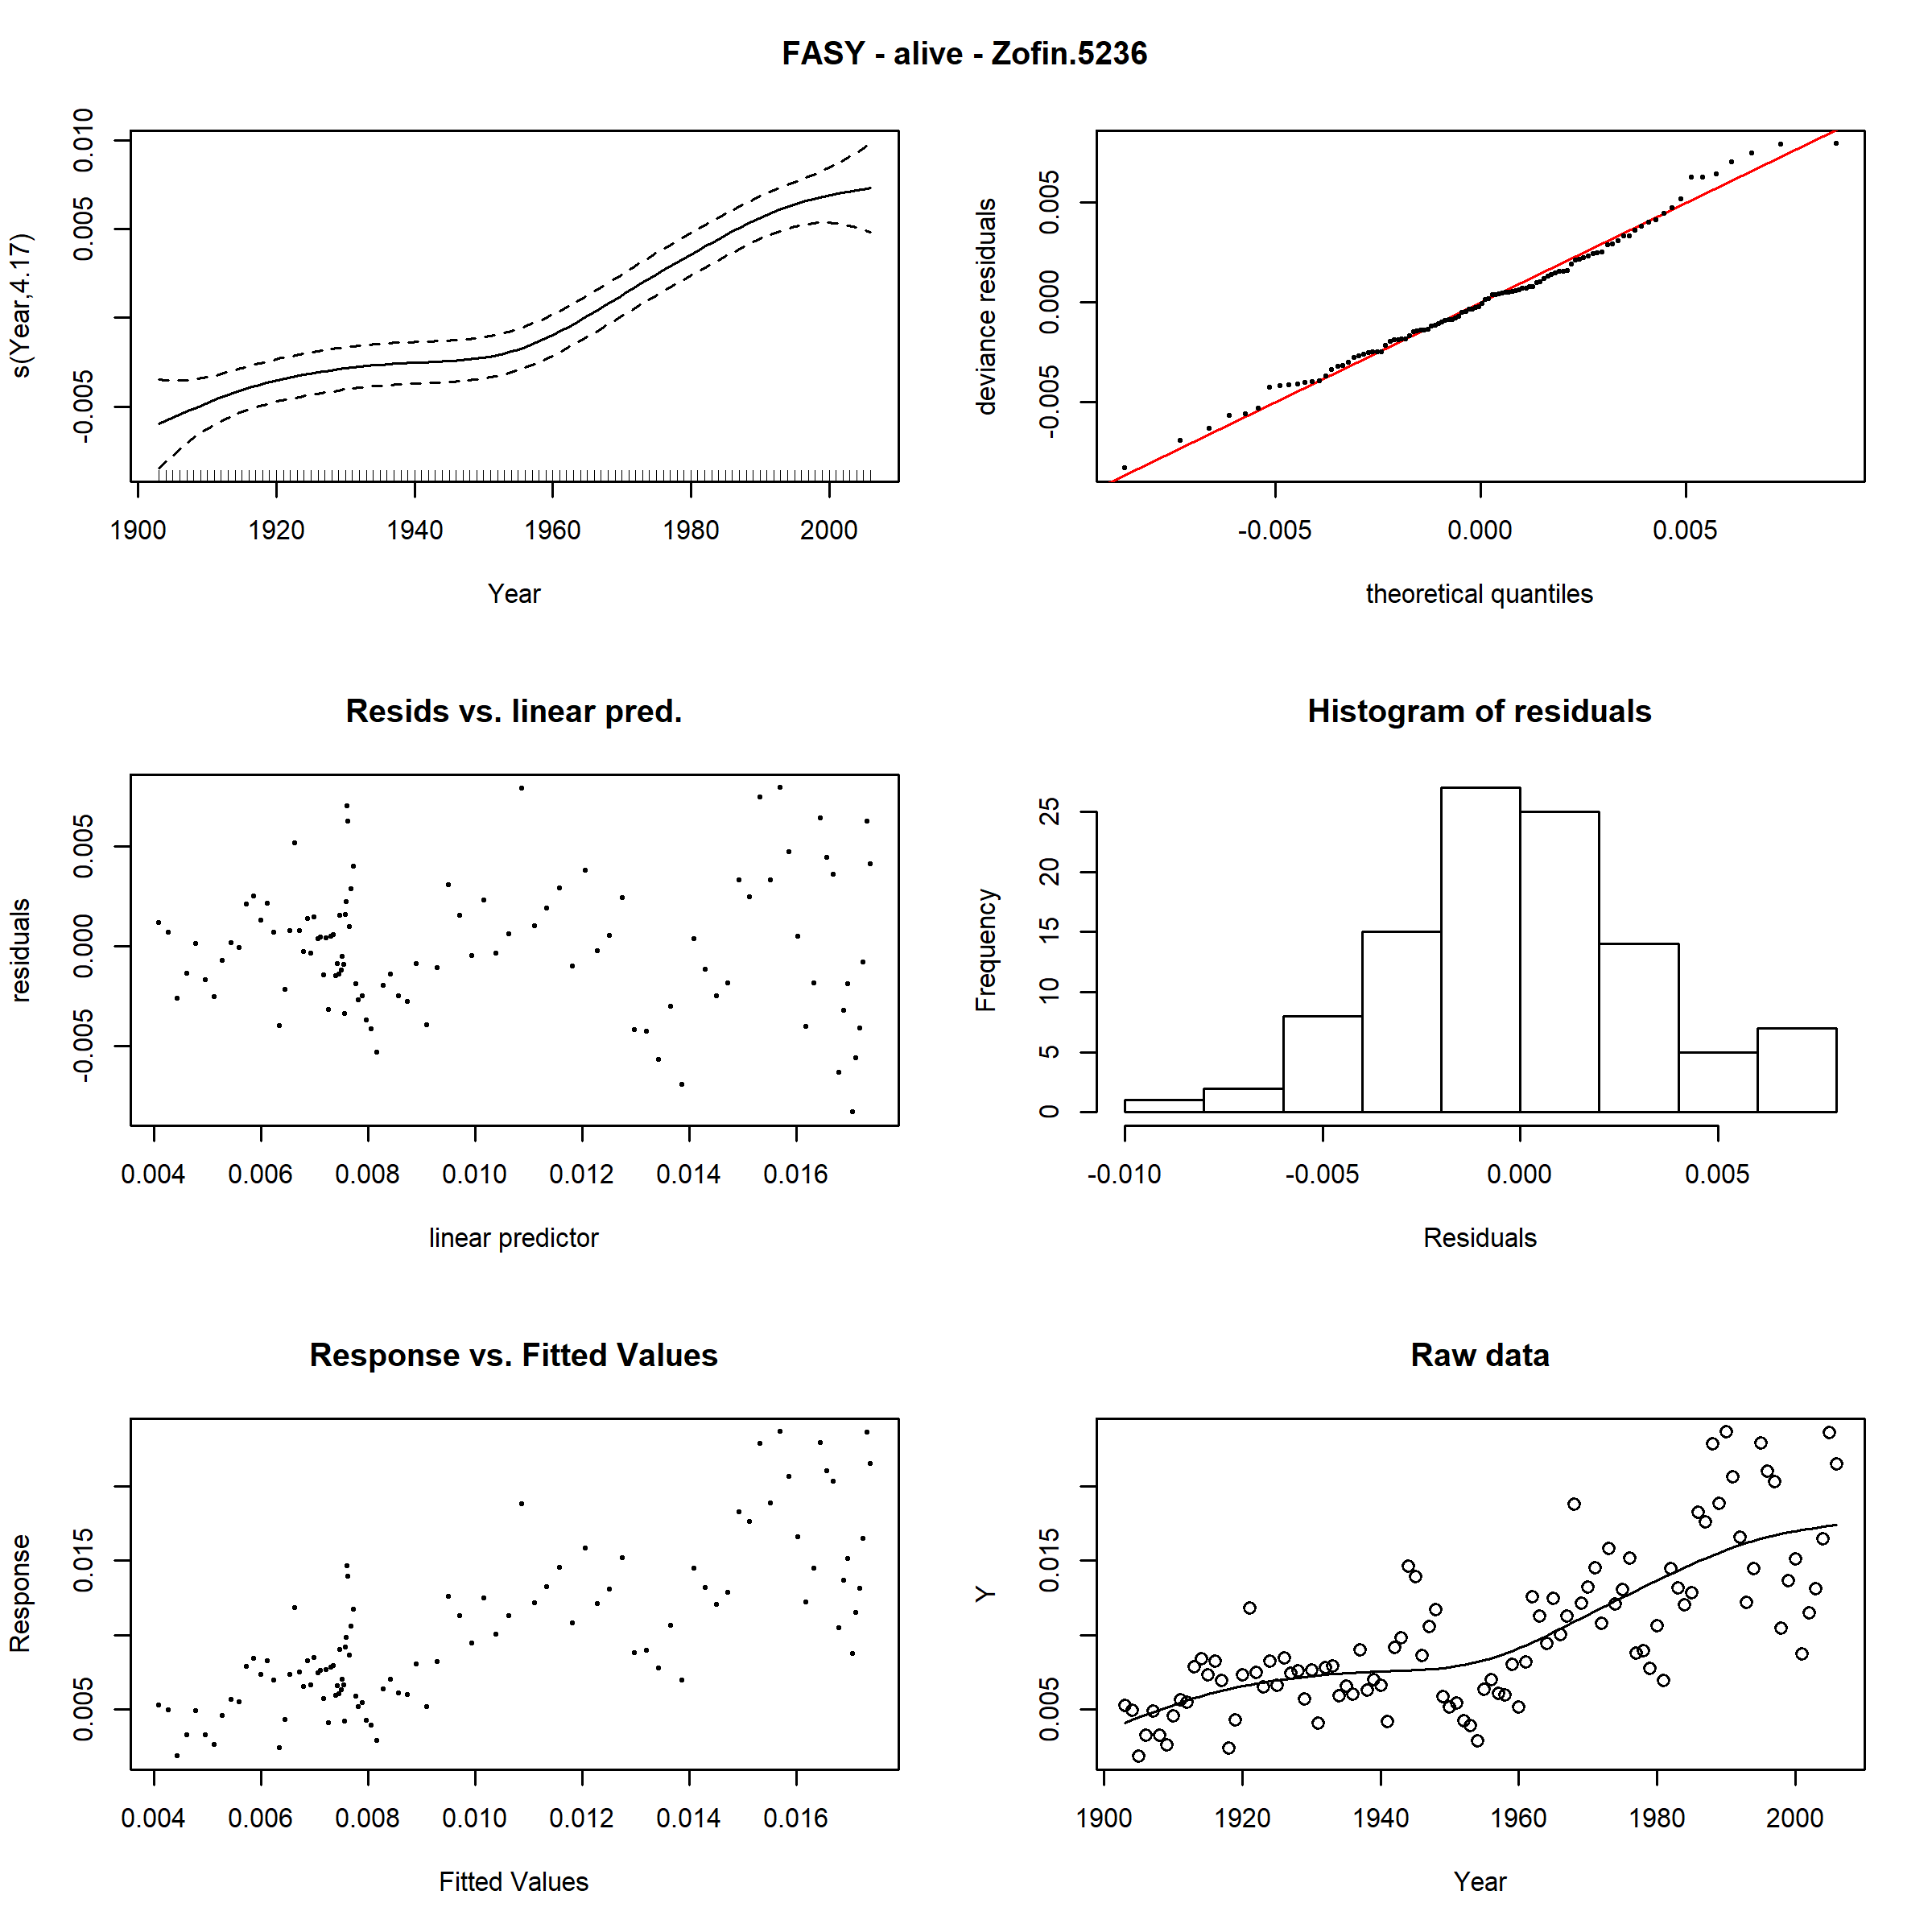 FASY - alive - Zofin.5236
s(Year,4.17)
-0.005 0.005 0.010
1900 1920 1940 1960 1980 2000
Year
deviance residuals
-0.005 0.000 0.005
-0.005 0.000 0.005
theoretical quantiles
Resids vs. linear pred.
residuals
-0.005 0.000 0.005
0.004 0.006 0.008 0.010 0.012 0.014 0.016
linear predictor
Histogram of residuals
Frequency
0 5 10 15 20 25
-0.010 -0.005 0.000 0.005
Residuals
Response vs. Fitted Values
Response
0.005 0.015
0.004 0.006 0.008 0.010 0.012 0.014 0.016
Fitted Values
Raw data
Y
0.005 0.015
1900 1920 1940 1960 1980 2000
Year